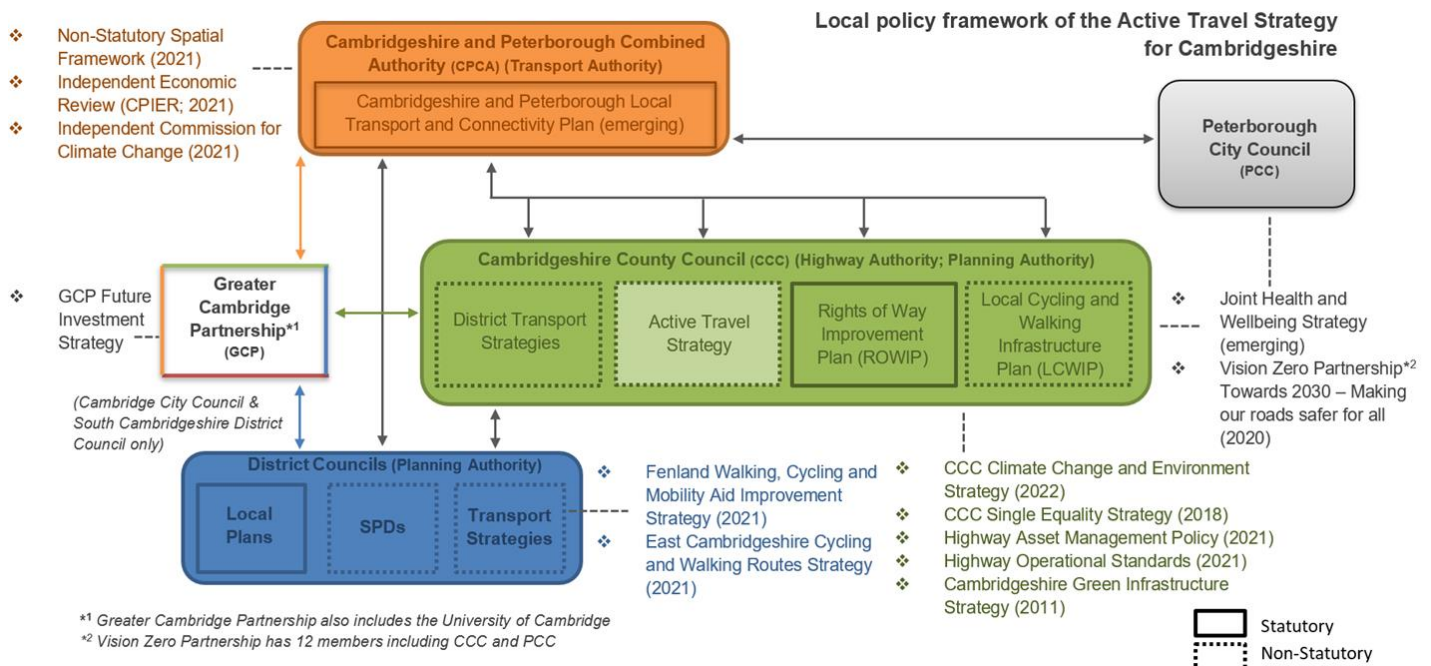 Local policy framework of the Active Travel Strategy
for Cambridgeshire
❖ Non-Statutory Spatial
Framework (2021)
❖ Independent Economic
Review (CPIER; 2021)
❖ Independent Commission for
Climate Change (2021)
Cambridgeshire and Peterborough Combined
Authority (CPCA) (Transport Authority)
Cambridgeshire and Peterborough Local
Transport and Connectivity Plan (emerging)
Peterborough
City Council
(PCC)
❖ GCP Future
Investment
Strategy
Greater
Cambridge
Partnership*1
(GCP)
(Cambridge City Council &
South Cambridgeshire District
Council only)
Cambridgeshire County Council (CCC) (Highway Authority; Planning Authority)
District Transport
Strategies
Active Travel
Strategy
Rights of Way
Improvement
Plan (ROWIP)
Local Cycling and
Walking
Infrastructure
Plan (LCWIP)
❖ Joint Health and
Wellbeing Strategy
(emerging)
❖ Vision Zero Partnership*2
Towards 2030 – Making
our roads safer for all
(2020)
District Councils (Planning Authority)
Local
Plans
SPDs
Transport
Strategies
❖ Fenland Walking, Cycling and
Mobility Aid Improvement
Strategy (2021)
❖ East Cambridgeshire Cycling
and Walking Routes Strategy
(2021)
❖ CCC Climate Change and Environment
Strategy (2022)
❖ CCC Single Equality Strategy (2018)
❖ Highway Asset Management Policy (2021)
❖ Highway Operational Standards (2021)
❖ Cambridgeshire Green Infrastructure
Strategy (2011)
*1 Greater Cambridge Partnership also includes the University of Cambridge
*2 Vision Zero Partnership has 12 members including CCC and PCC
Statutory
Non-Statutory